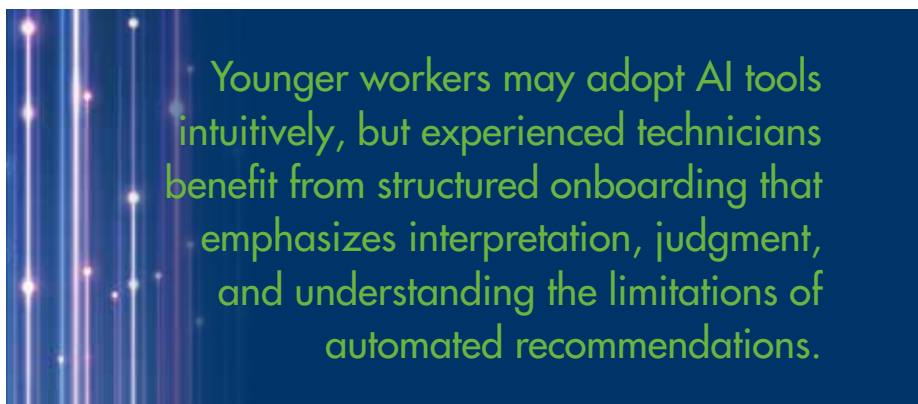 Younger workers may adopt AI tools
intuitively, but experienced technicians
benefit from structured onboarding that
emphasizes interpretation, judgment,
and understanding the limitations of
automated recommendations.